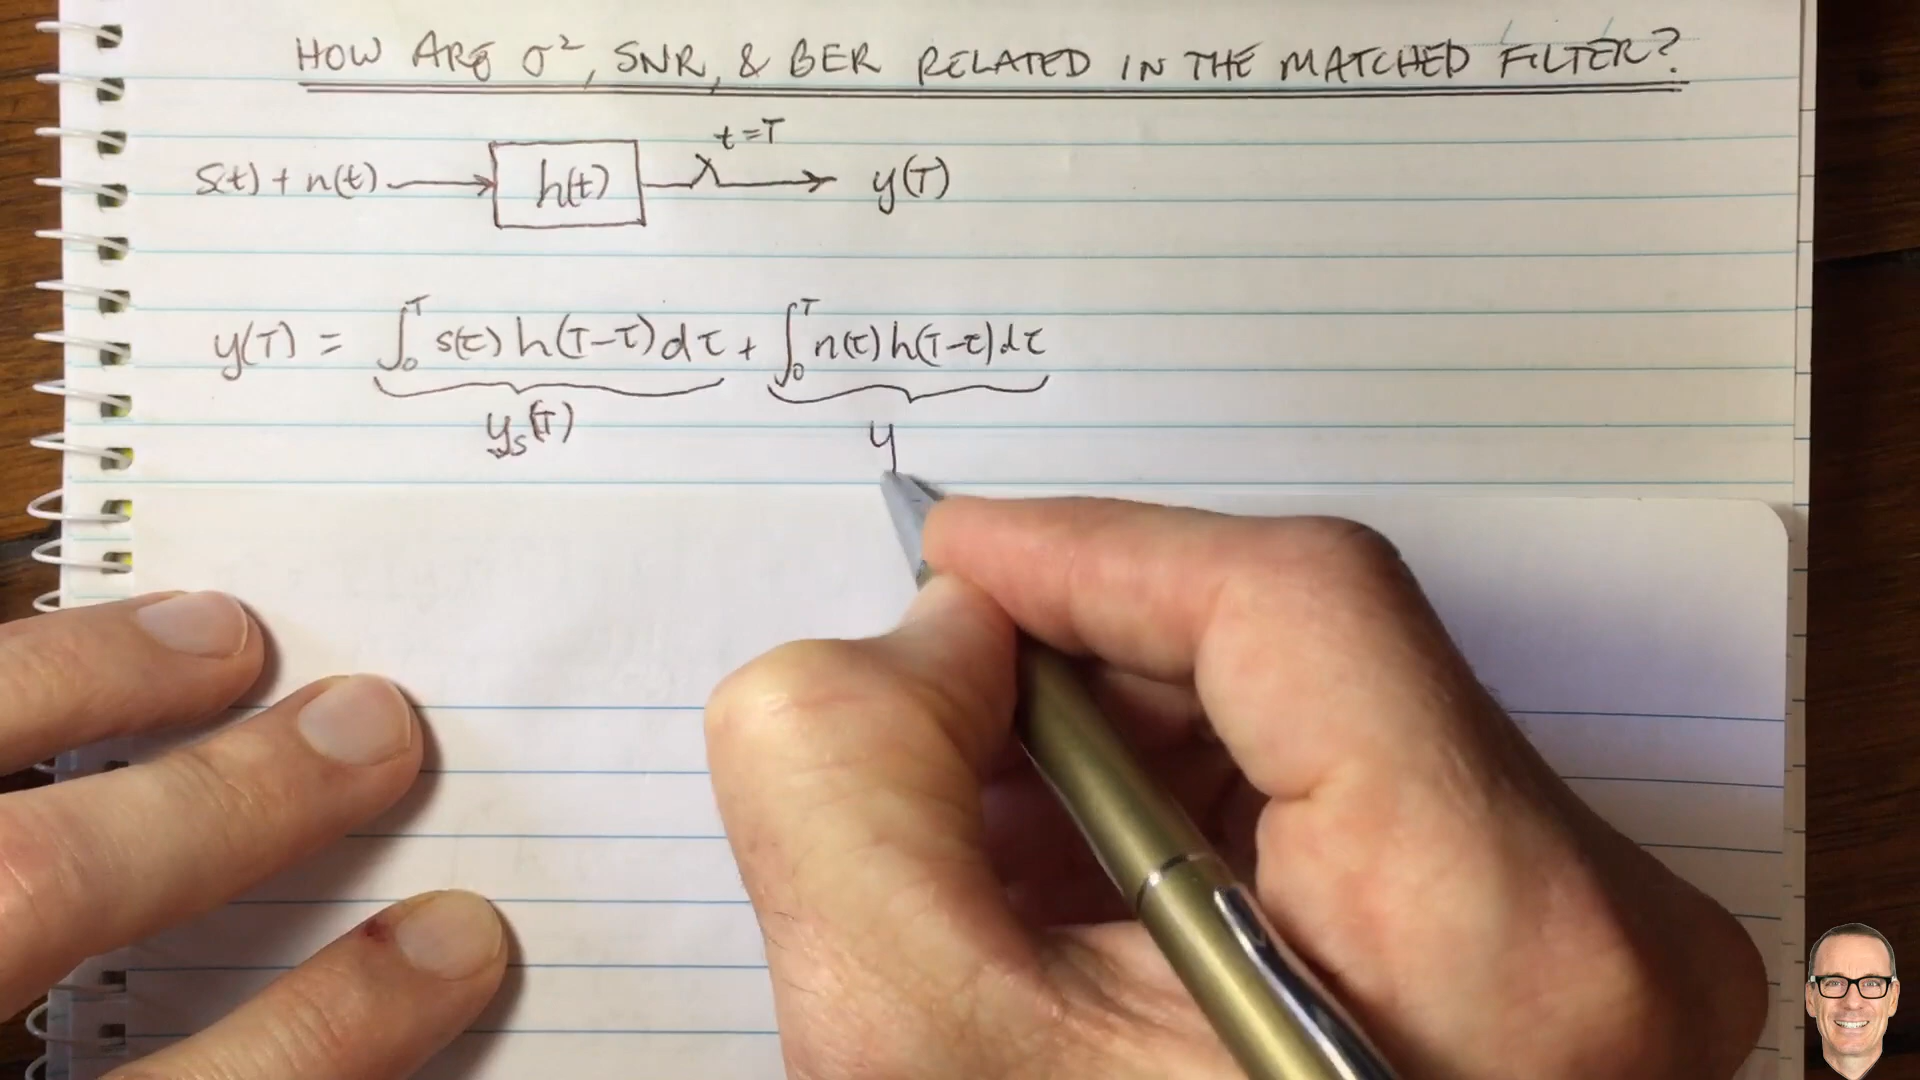 HOW ARE σ², SNR, & BER RELATED IN THE MATCHED FILTER?
t=T
s(t) + n(t) → h(t) → y(T)
y(T) = ∫₀ᵀ s(τ) h(T-τ) dτ + ∫₀ᵀ n(τ) h(T-τ) dτ
yₛ(T) y